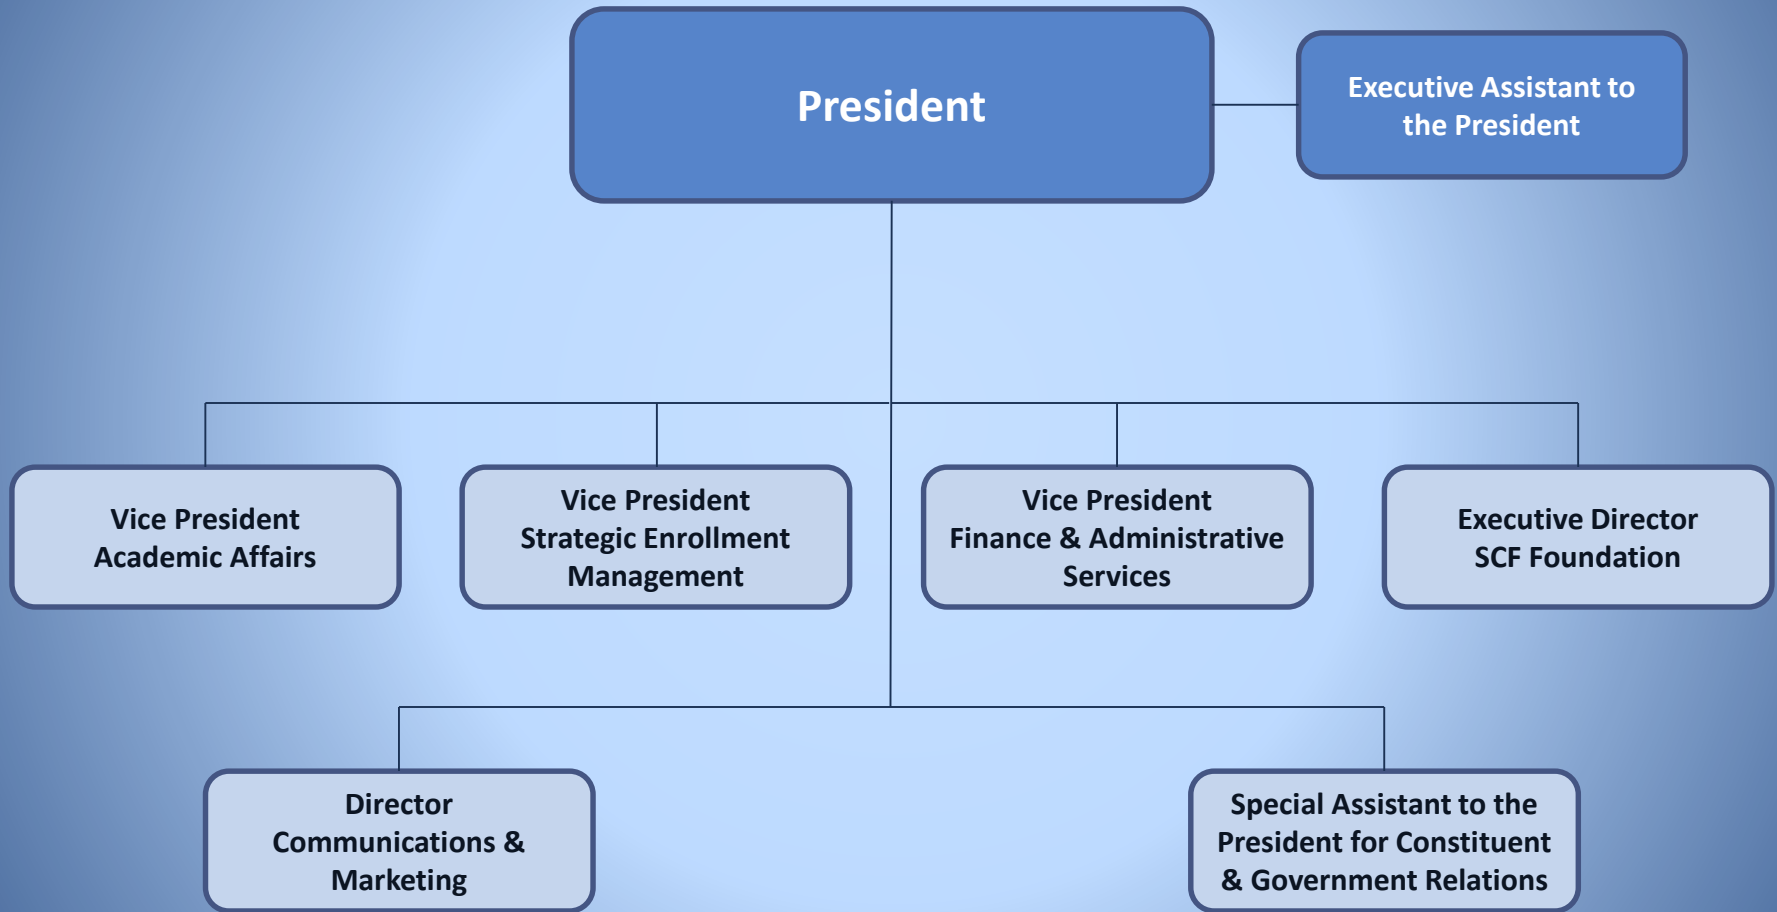 President
Executive Assistant to
the President
Vice President
Academic Affairs
Vice President
Strategic Enrollment
Management
Vice President
Finance & Administrative
Services
Executive Director
SCF Foundation
Director
Communications &
Marketing
Special Assistant to the
President for Constituent
& Government Relations